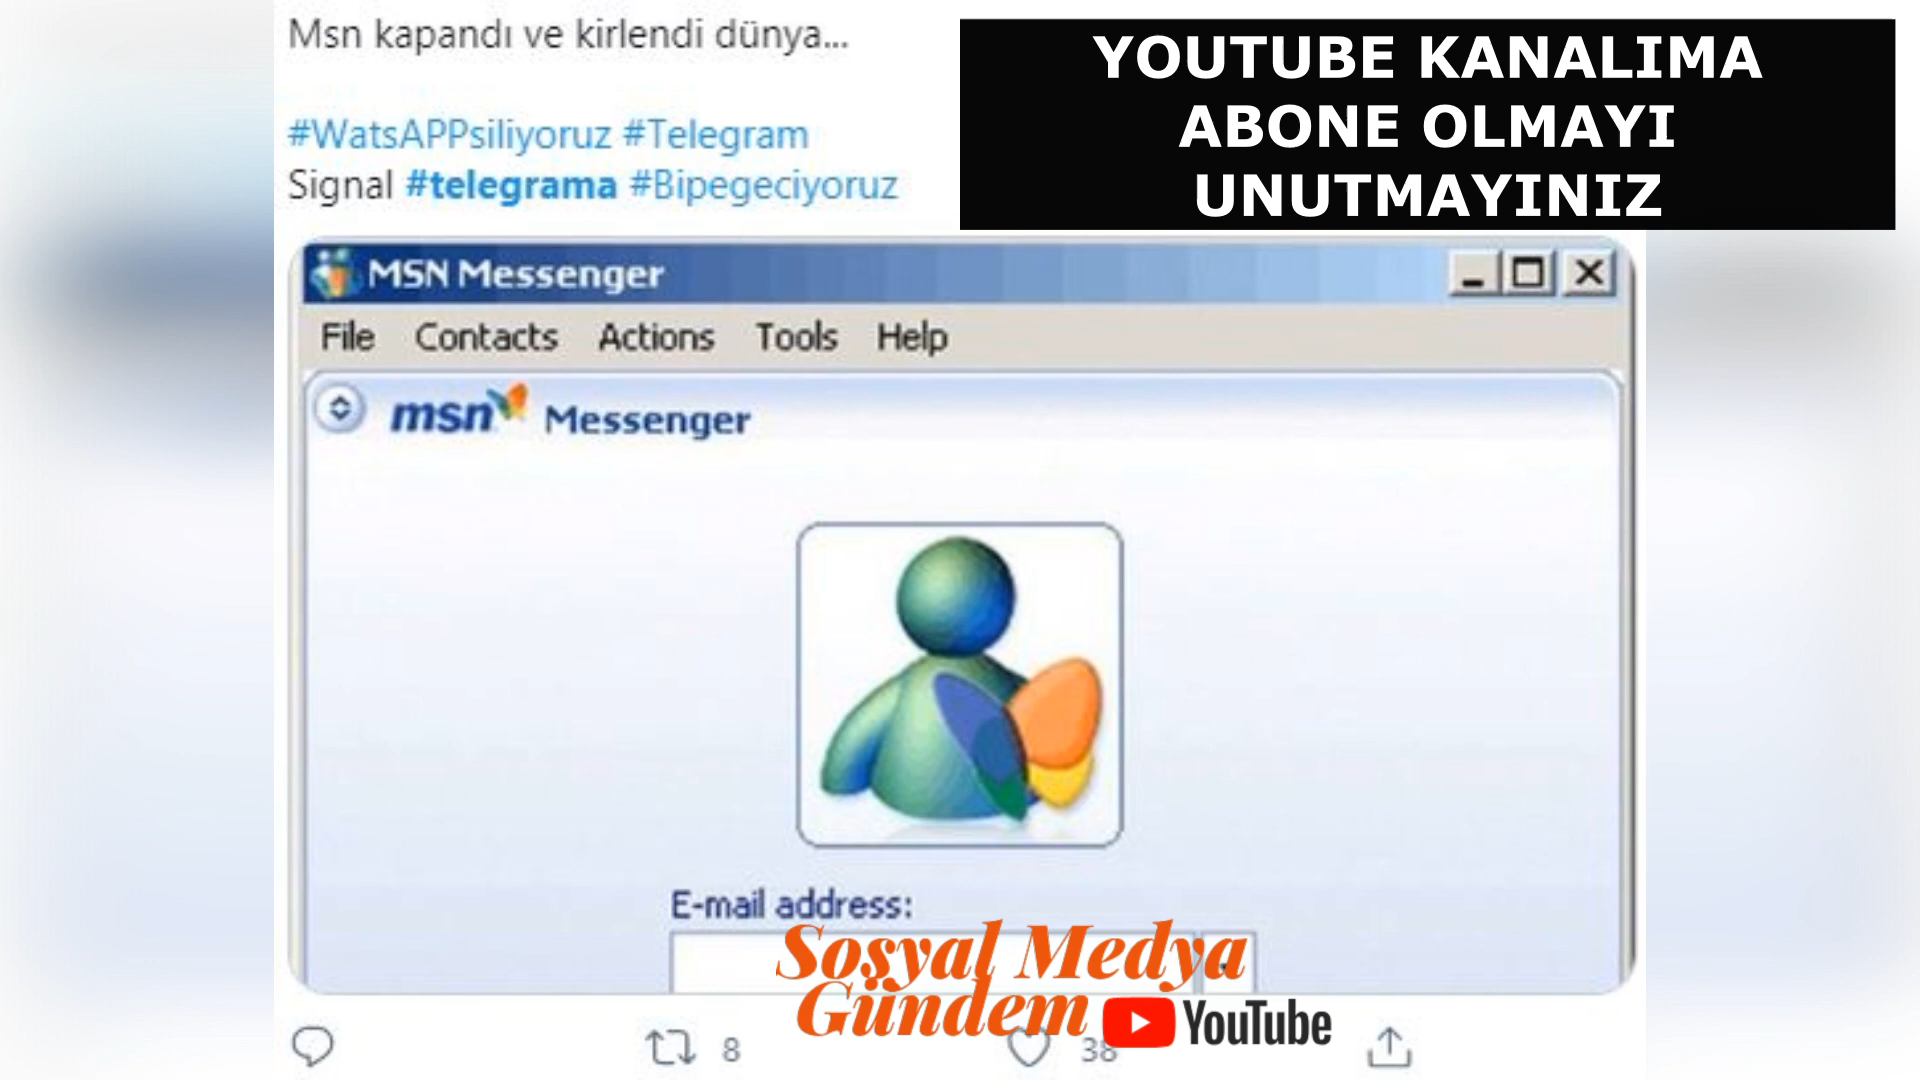 Msn kapandı ve kirlendi dünya...
#WatsAPPsiliyoruz #Telegram
Signal #telegrama #Bipegeciyoruz
YOUTUBE KANALIMA
ABONE OLMAYI
UNUTMAYINIZ
MSN Messenger
File Contacts Actions Tools Help
msn Messenger
E-mail address:
Sosyal Medya
Gündem YouTube
8 38